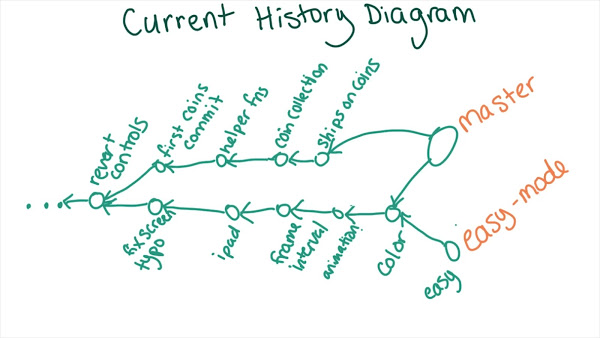 Current History Diagram
revert
controls
first coins
commit
helper fns
coin collection
ships on coins
master
fix screen
typo
ipad
frame
interval
animation
color
easy
easy-mode